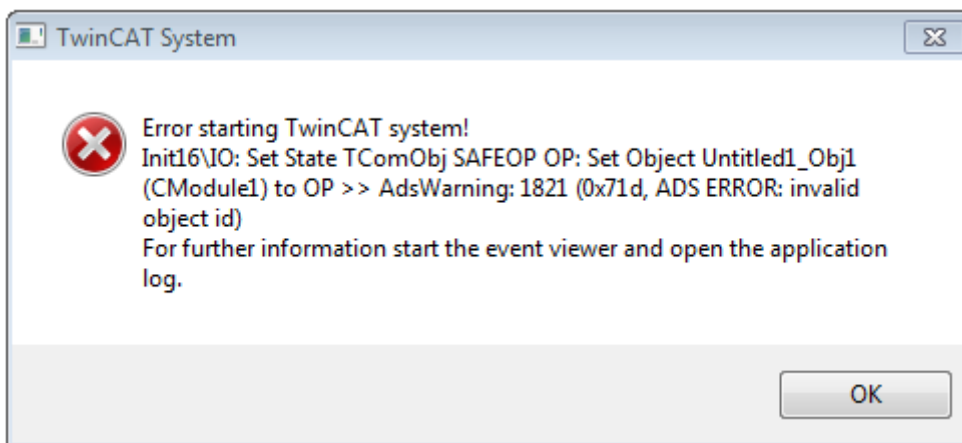 TwinCAT System
Error starting TwinCAT system!
Init16\IO: Set State TComObj SAFEOP OP: Set Object Untitled1_Obj1
(CModule1) to OP >> AdsWarning: 1821 (0x71d, ADS ERROR: invalid
object id)
For further information start the event viewer and open the application
log.
OK